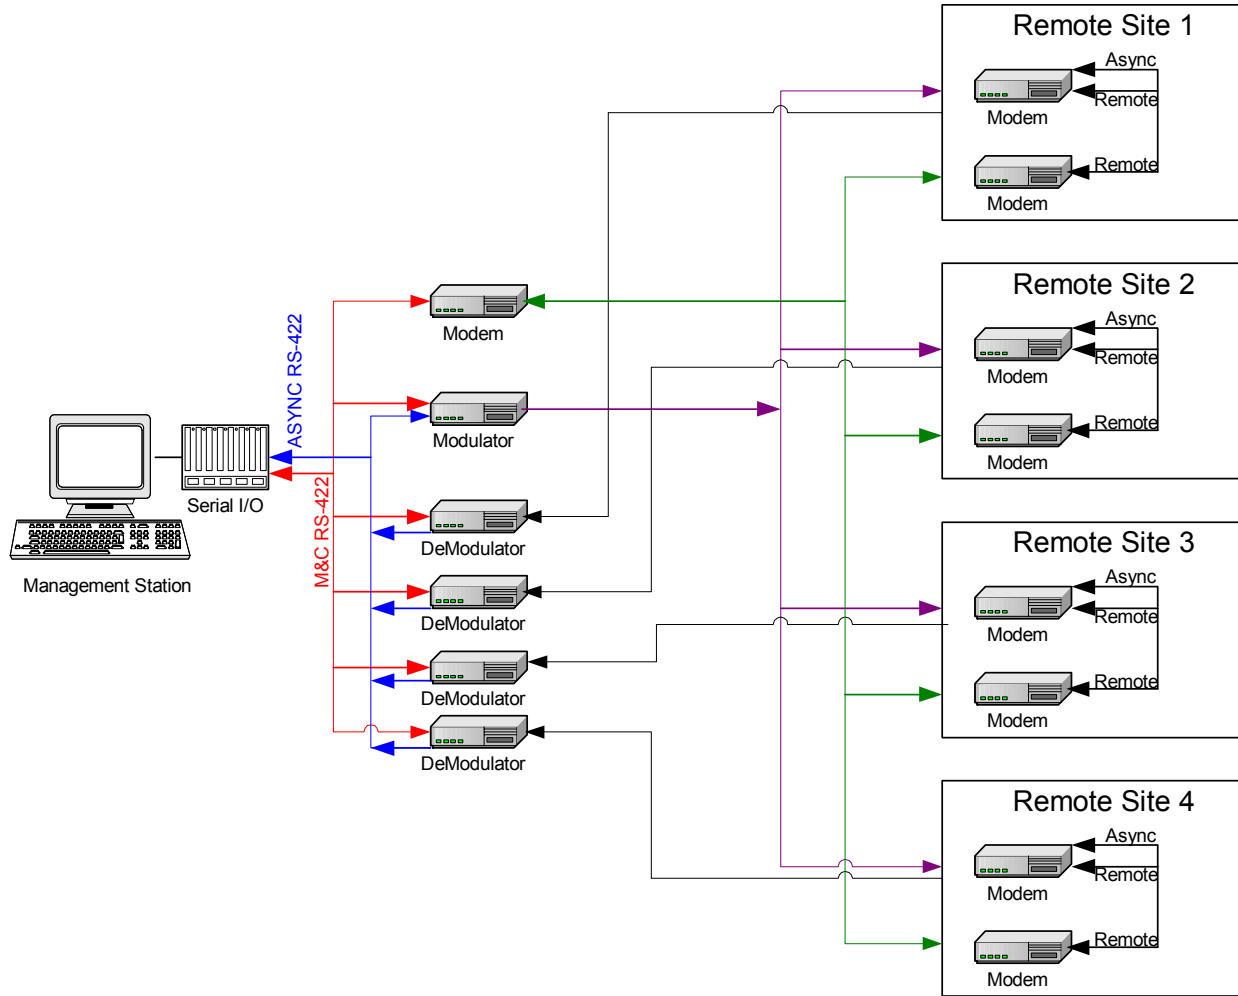 Remote Site 1
Async
Remote
Modem
Remote
Modem
Remote Site 2
Async
Remote
Modem
Remote
Modem
Remote Site 3
Async
Remote
Modem
Remote
Modem
Remote Site 4
Async
Remote
Modem
Remote
Modem
Modem
Modulator
DeModulator
DeModulator
DeModulator
DeModulator
ASYNC RS-422
M&C RS-422
Serial I/O
Management Station